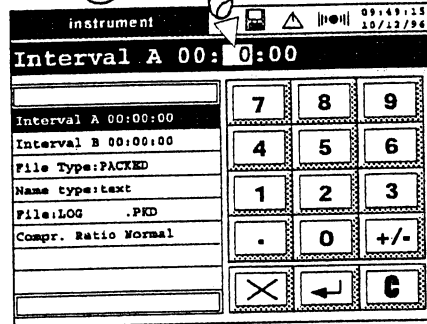 instrument
09:49:15
10/12/96
Interval A 00:00:00
Interval A 00:00:00
Interval B 00:00:00
File Type:PACKED
Name type:text
File:LOG .PKD
Compr. Ratio Normal
7 8 9
4 5 6
1 2 3
. 0 +/-
C